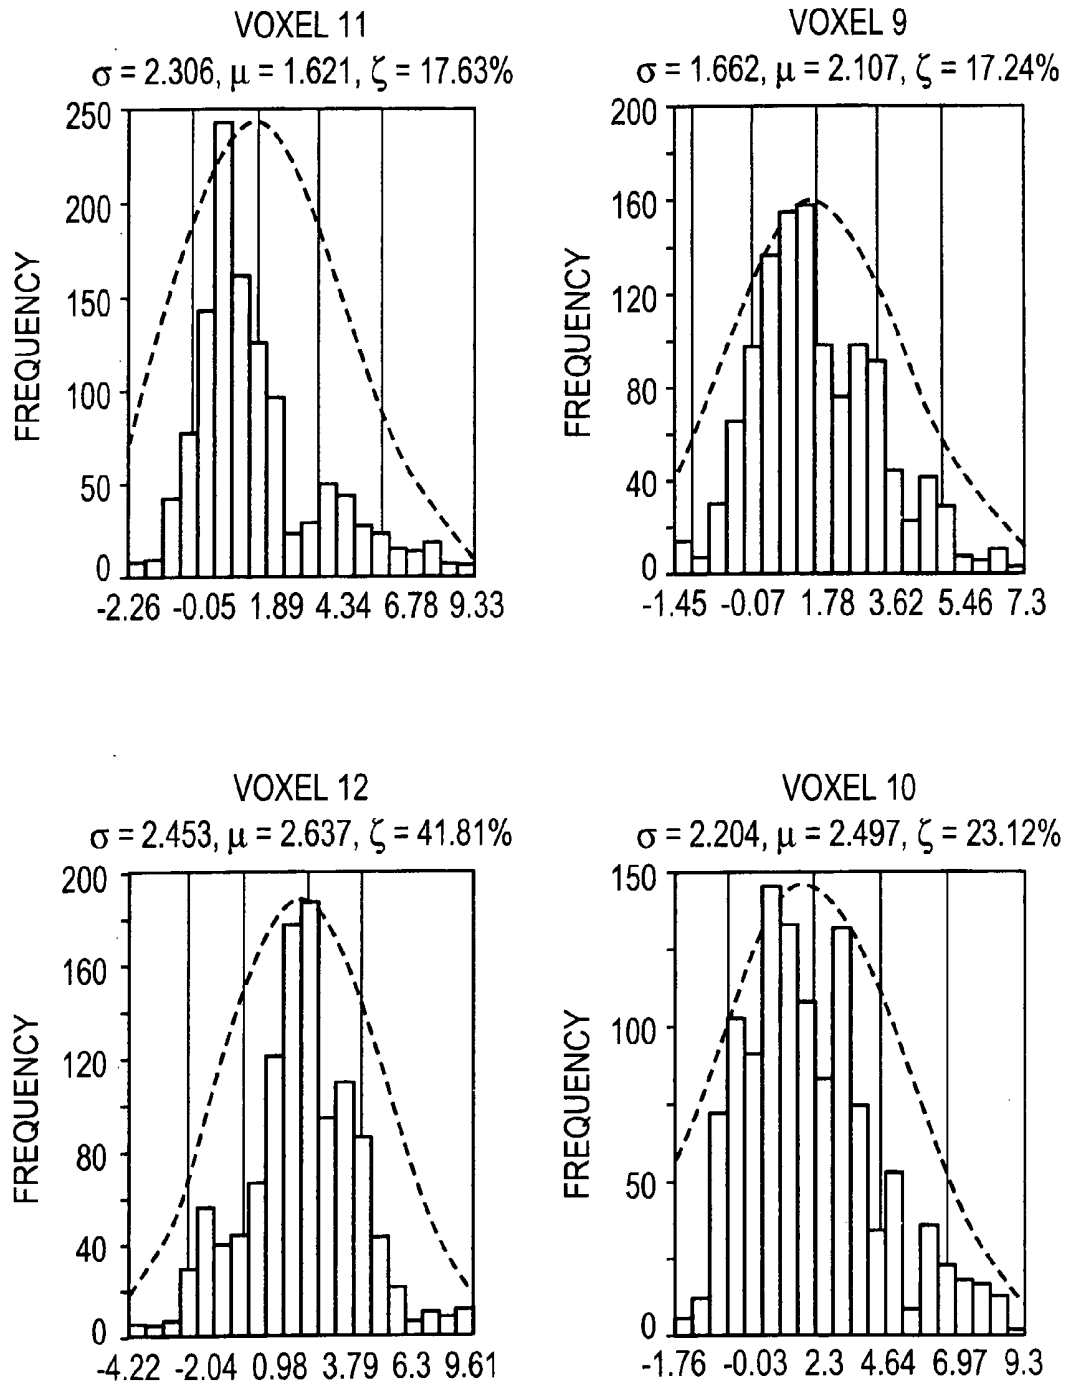 VOXEL 11
σ = 2.306, μ = 1.621, ζ = 17.63%
250
200
150
100
50
0
FREQUENCY
-2.26 -0.05 1.89 4.34 6.78 9.33
VOXEL 9
σ = 1.662, μ = 2.107, ζ = 17.24%
200
160
120
80
40
0
FREQUENCY
-1.45 -0.07 1.78 3.62 5.46 7.3
VOXEL 12
σ = 2.453, μ = 2.637, ζ = 41.81%
200
160
120
80
40
0
FREQUENCY
-4.22 -2.04 0.98 3.79 6.3 9.61
VOXEL 10
σ = 2.204, μ = 2.497, ζ = 23.12%
150
100
50
0
FREQUENCY
-1.76 -0.03 2.3 4.64 6.97 9.3